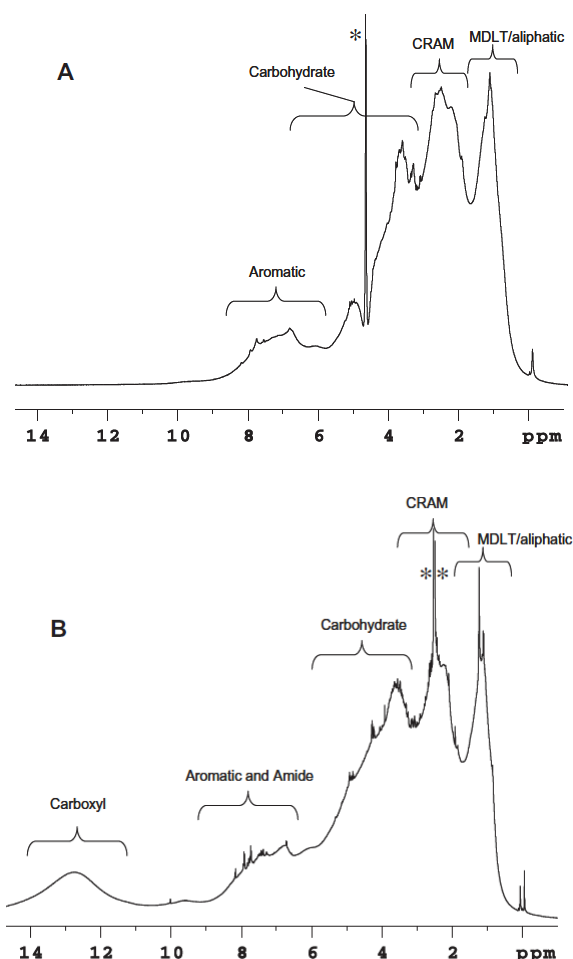 *
CRAM
MDLT/aliphatic
A
Carbohydrate
Aromatic
14 12 10 8 6 4 2 ppm
CRAM
MDLT/aliphatic
* *
B
Carbohydrate
Aromatic and Amide
Carboxyl
14 12 10 8 6 4 2 ppm